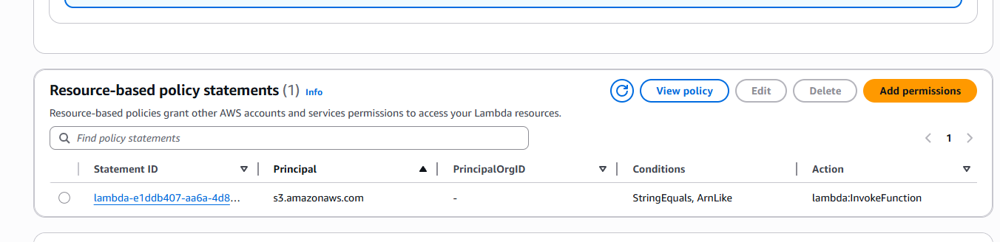 Resource-based policy statements (1) Info
View policy
Edit
Delete
Add permissions
Resource-based policies grant other AWS accounts and services permissions to access your Lambda resources.
Find policy statements
1
Statement ID
Principal
PrincipalOrgID
Conditions
Action
lambda-e1ddb407-aa6a-4d8...
s3.amazonaws.com
-
StringEquals, ArnLike
lambda:InvokeFunction